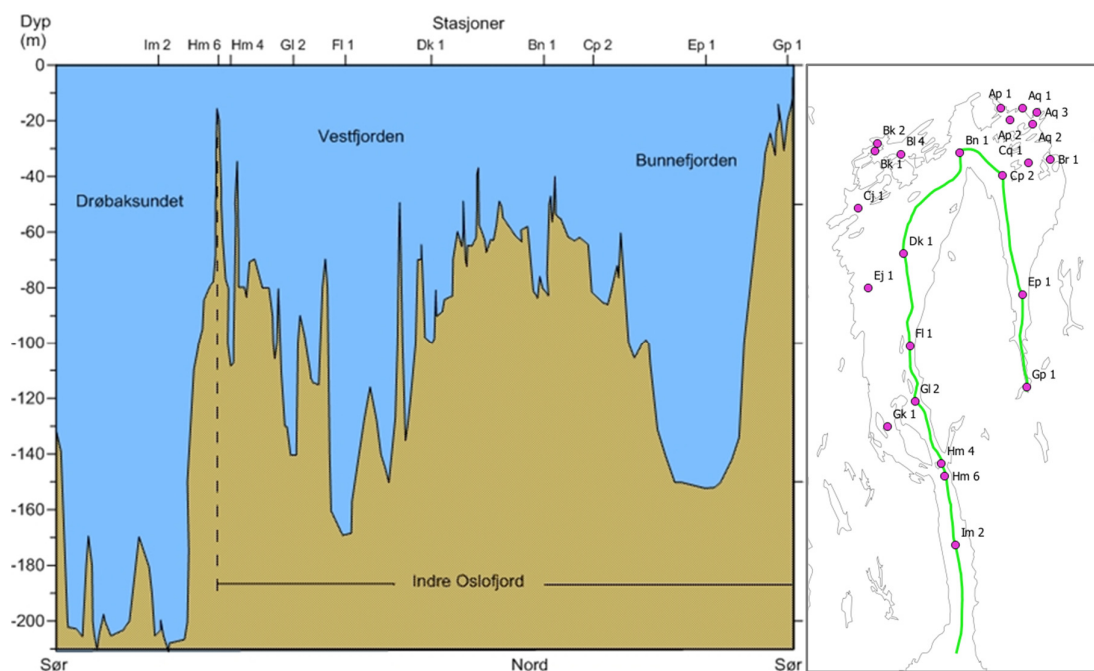 Dyp
(m)
Stasjoner
Im 2
Hm 6
Hm 4
Gl 2
Fl 1
Dk 1
Bn 1
Cp 2
Ep 1
Gp 1
0
-20
-40
-60
-80
-100
-120
-140
-160
-180
-200
Vestfjorden
Bunnefjorden
Drøbaksundet
Indre Oslofjord
Sør
Nord
Sør
Ap 1
Aq 1
Aq 3
Ap 2
Aq 2
Bk 2
Bl 4
Bn 1
Cq 1
Br 1
Bk 1
Cp 2
Cj 1
Dk 1
Ej 1
Ep 1
Fl 1
Gp 1
Gl 2
Gk 1
Hm 4
Hm 6
Im 2